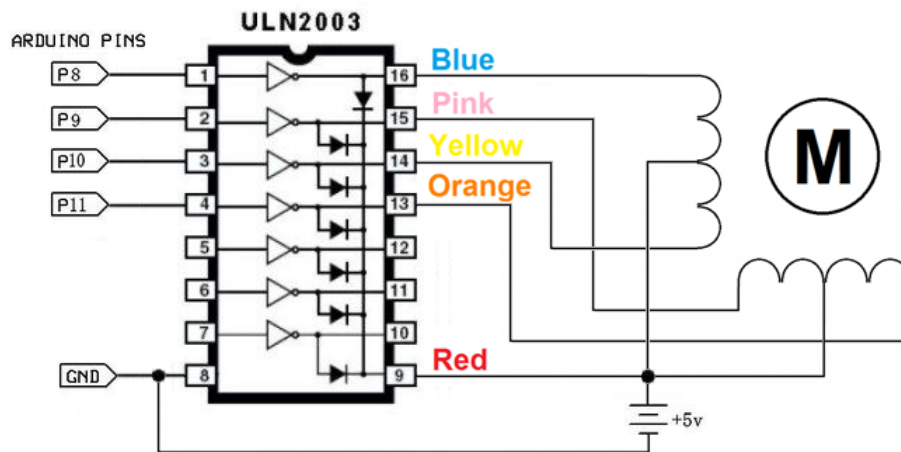 ULN2003
ARDUINO PINS
P8 1 16 Blue
P9 2 15 Pink
P10 3 14 Yellow
P11 4 13 Orange
5 12
6 11
7 10
GND 8 9 Red
+5v
M